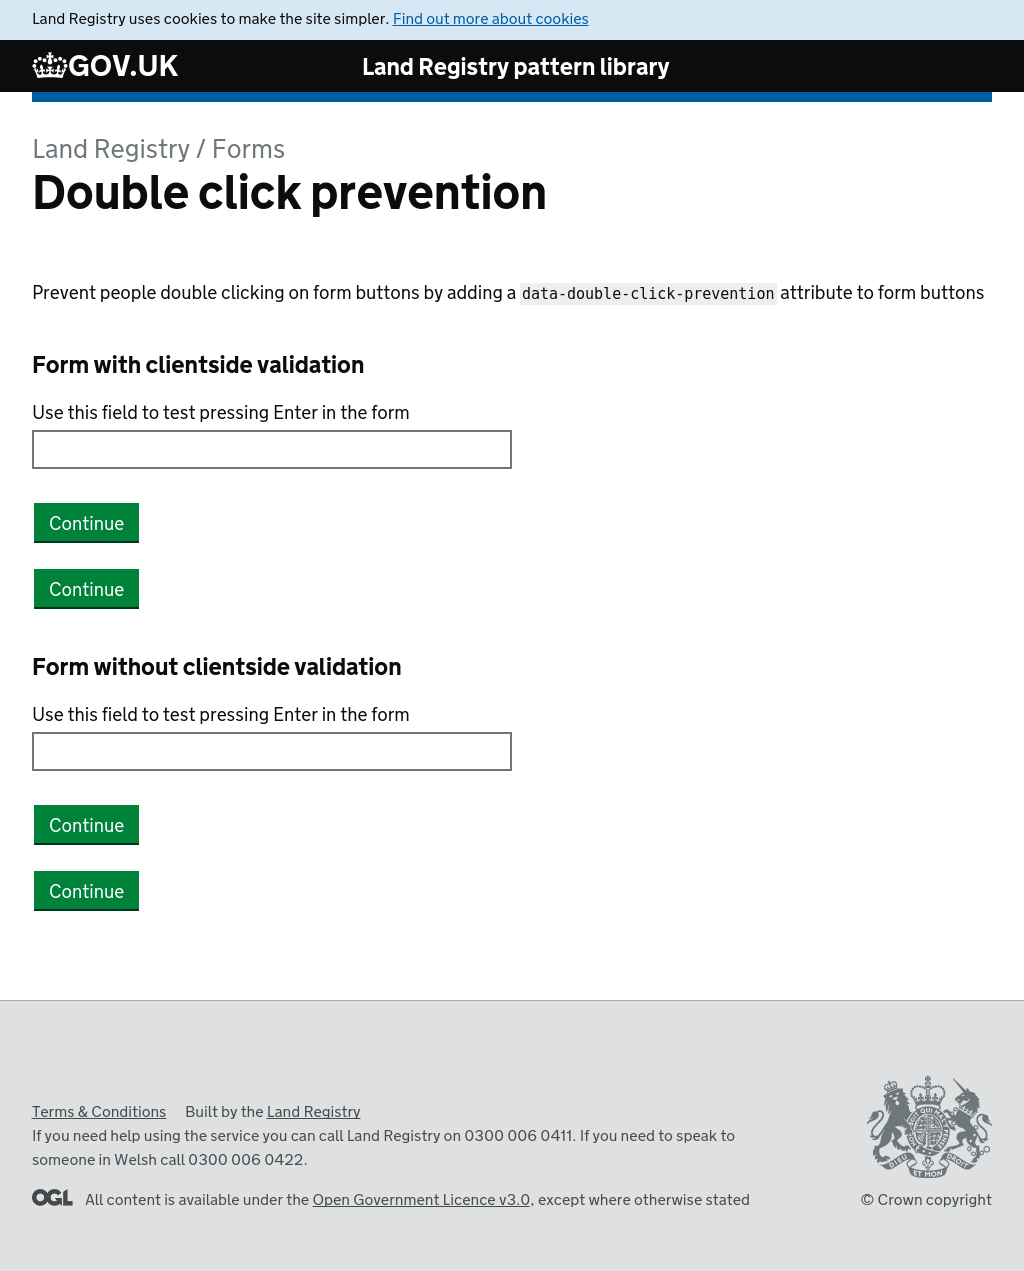 Land Registry uses cookies to make the site simpler. Find out more about cookies
GOV.UK
Land Registry pattern library
Land Registry / Forms
Double click prevention
Prevent people double clicking on form buttons by adding a data-double-click-prevention attribute to form buttons
Form with clientside validation
Use this field to test pressing Enter in the form
Continue
Continue
Form without clientside validation
Use this field to test pressing Enter in the form
Continue
Continue
Terms & Conditions Built by the Land Registry
If you need help using the service you can call Land Registry on 0300 006 0411. If you need to speak to
someone in Welsh call 0300 006 0422.
OGL All content is available under the Open Government Licence v3.0, except where otherwise stated
DIEU ET MON DROIT
© Crown copyright